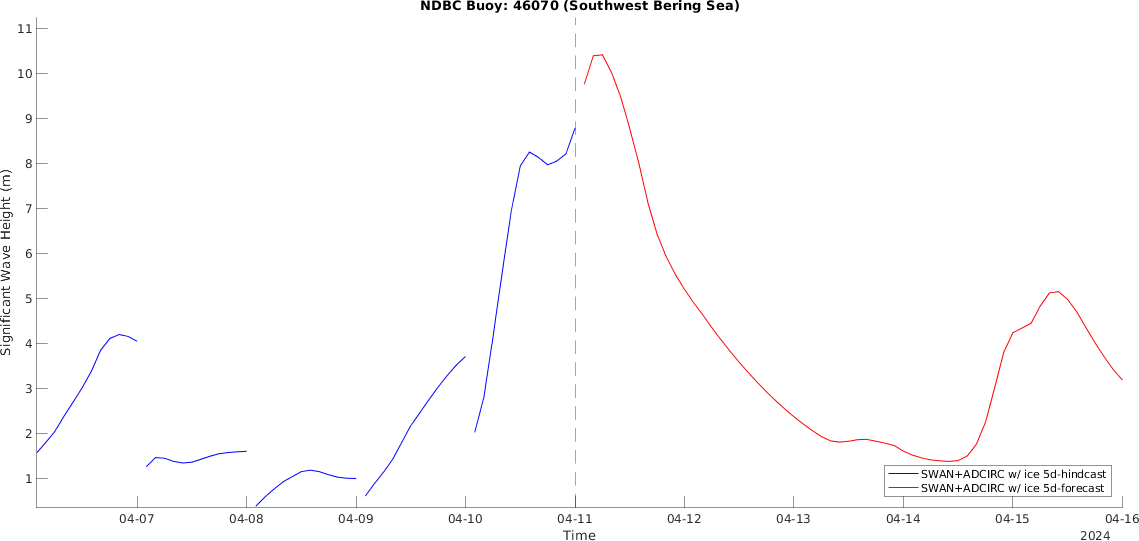 NDBC Buoy: 46070 (Southwest Bering Sea)
11
10
9
8
7
6
5
4
3
2
1
Significant Wave Height (m)
SWAN+ADCIRC w/ ice 5d-hindcast
SWAN+ADCIRC w/ ice 5d-forecast
04-07 04-08 04-09 04-10 04-11 04-12 04-13 04-14 04-15 04-16
Time
2024